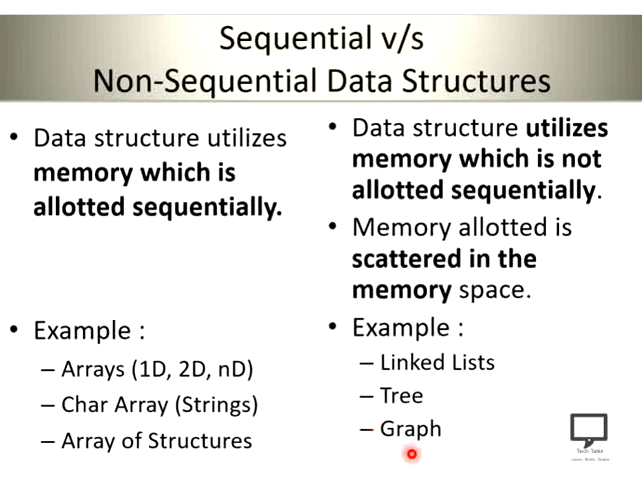 Sequential v/s
Non-Sequential Data Structures
• Data structure utilizes
memory which is
allotted sequentially.
• Example :
– Arrays (1D, 2D, nD)
– Char Array (Strings)
– Array of Structures
• Data structure utilizes
memory which is not
allotted sequentially.
• Memory allotted is
scattered in the
memory space.
• Example :
– Linked Lists
– Tree
– Graph
Tech Talks